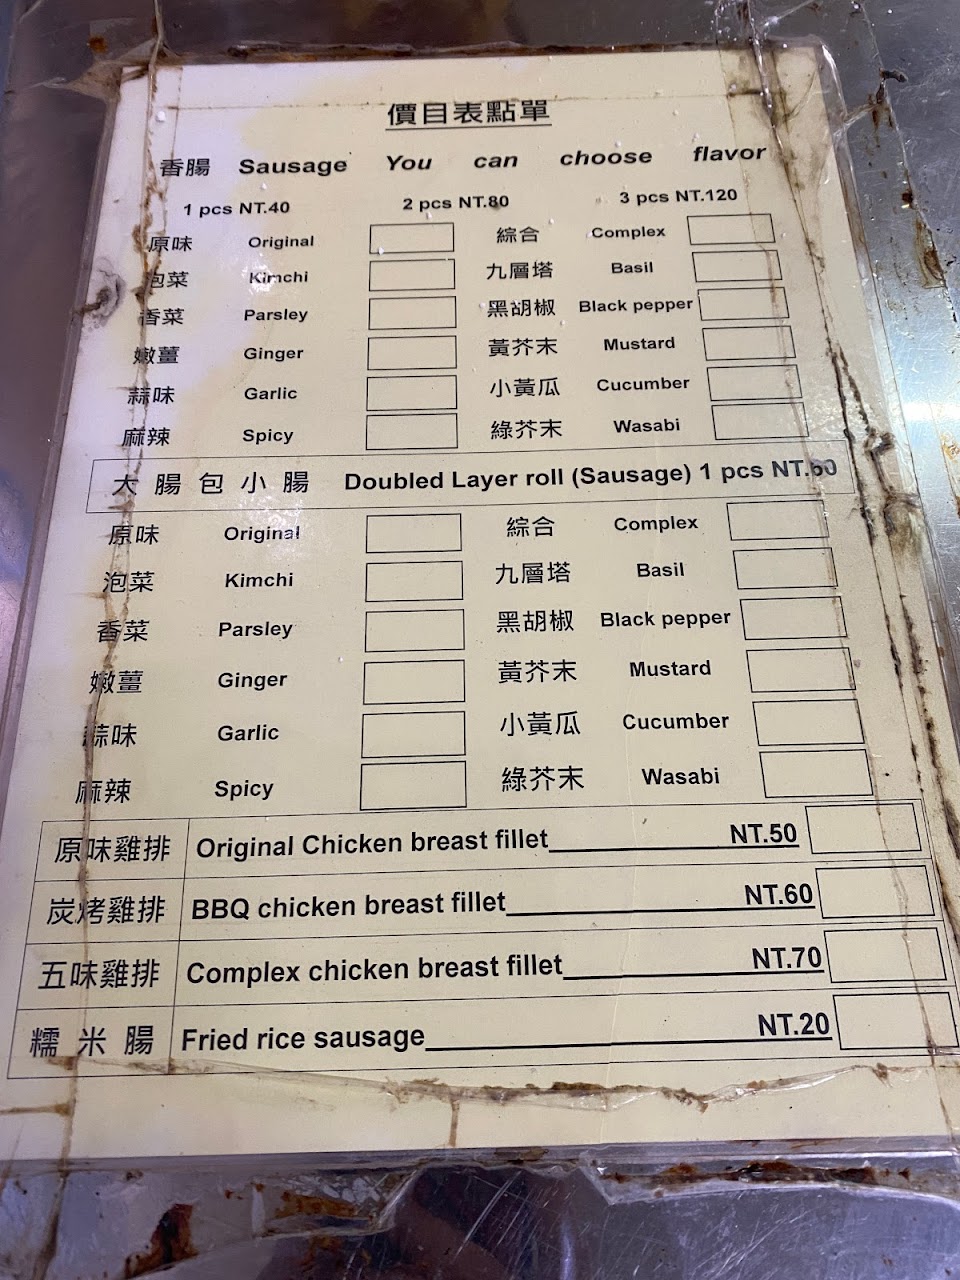 價目表點單
香腸 Sausage You can choose flavor
1 pcs NT.40 2 pcs NT.80 3 pcs NT.120
原味 Original 綜合 Complex
泡菜 Kimchi 九層塔 Basil
香菜 Parsley 黑胡椒 Black pepper
嫩薑 Ginger 黃芥末 Mustard
蒜味 Garlic 小黃瓜 Cucumber
麻辣 Spicy 綠芥末 Wasabi
大腸包小腸 Doubled Layer roll (Sausage) 1 pcs NT.60
原味 Original 綜合 Complex
泡菜 Kimchi 九層塔 Basil
香菜 Parsley 黑胡椒 Black pepper
嫩薑 Ginger 黃芥末 Mustard
蒜味 Garlic 小黃瓜 Cucumber
麻辣 Spicy 綠芥末 Wasabi
原味雞排 Original Chicken breast fillet NT.50
炭烤雞排 BBQ chicken breast fillet NT.60
五味雞排 Complex chicken breast fillet NT.70
糯米腸 Fried rice sausage NT.20